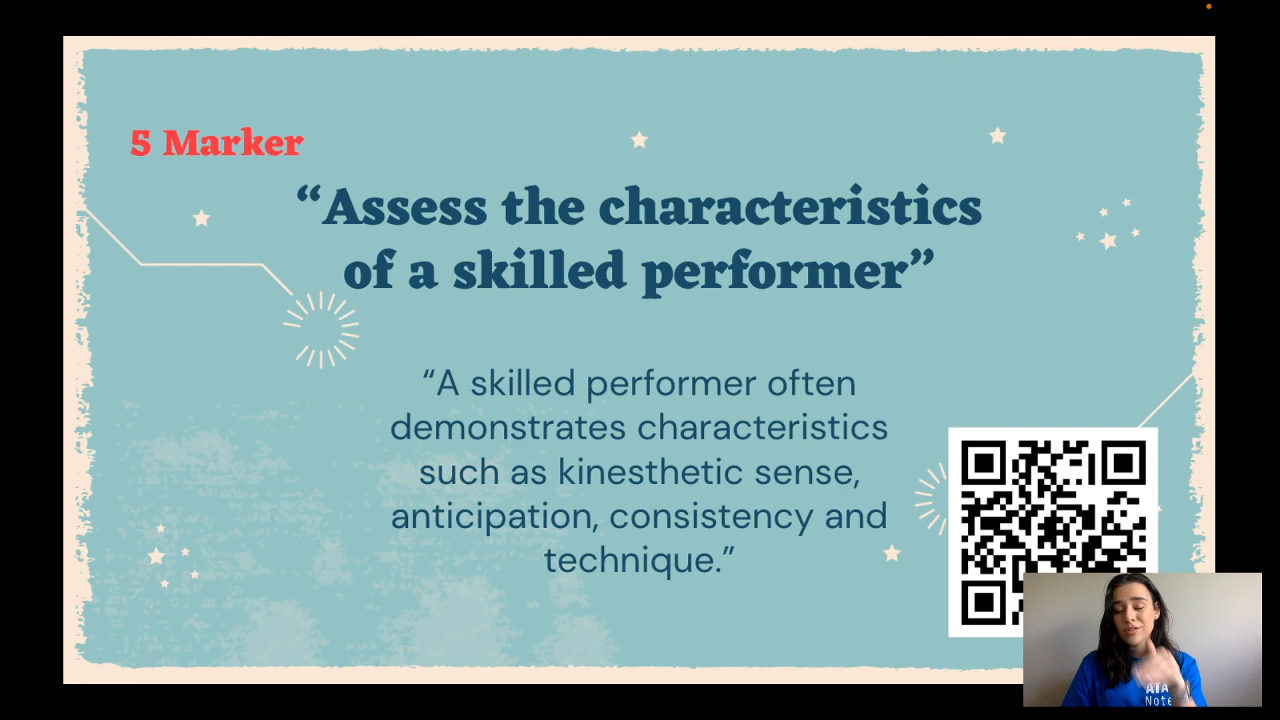 5 Marker
“Assess the characteristics
of a skilled performer”
“A skilled performer often
demonstrates characteristics
such as kinesthetic sense,
anticipation, consistency and
technique.”